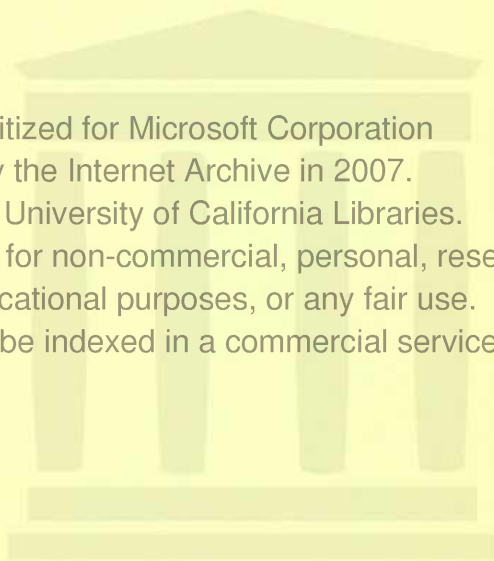 itized for Microsoft Corporation
y the Internet Archive in 2007.
University of California Libraries.
for non-commercial, personal, rese
cational purposes, or any fair use.
be indexed in a commercial service